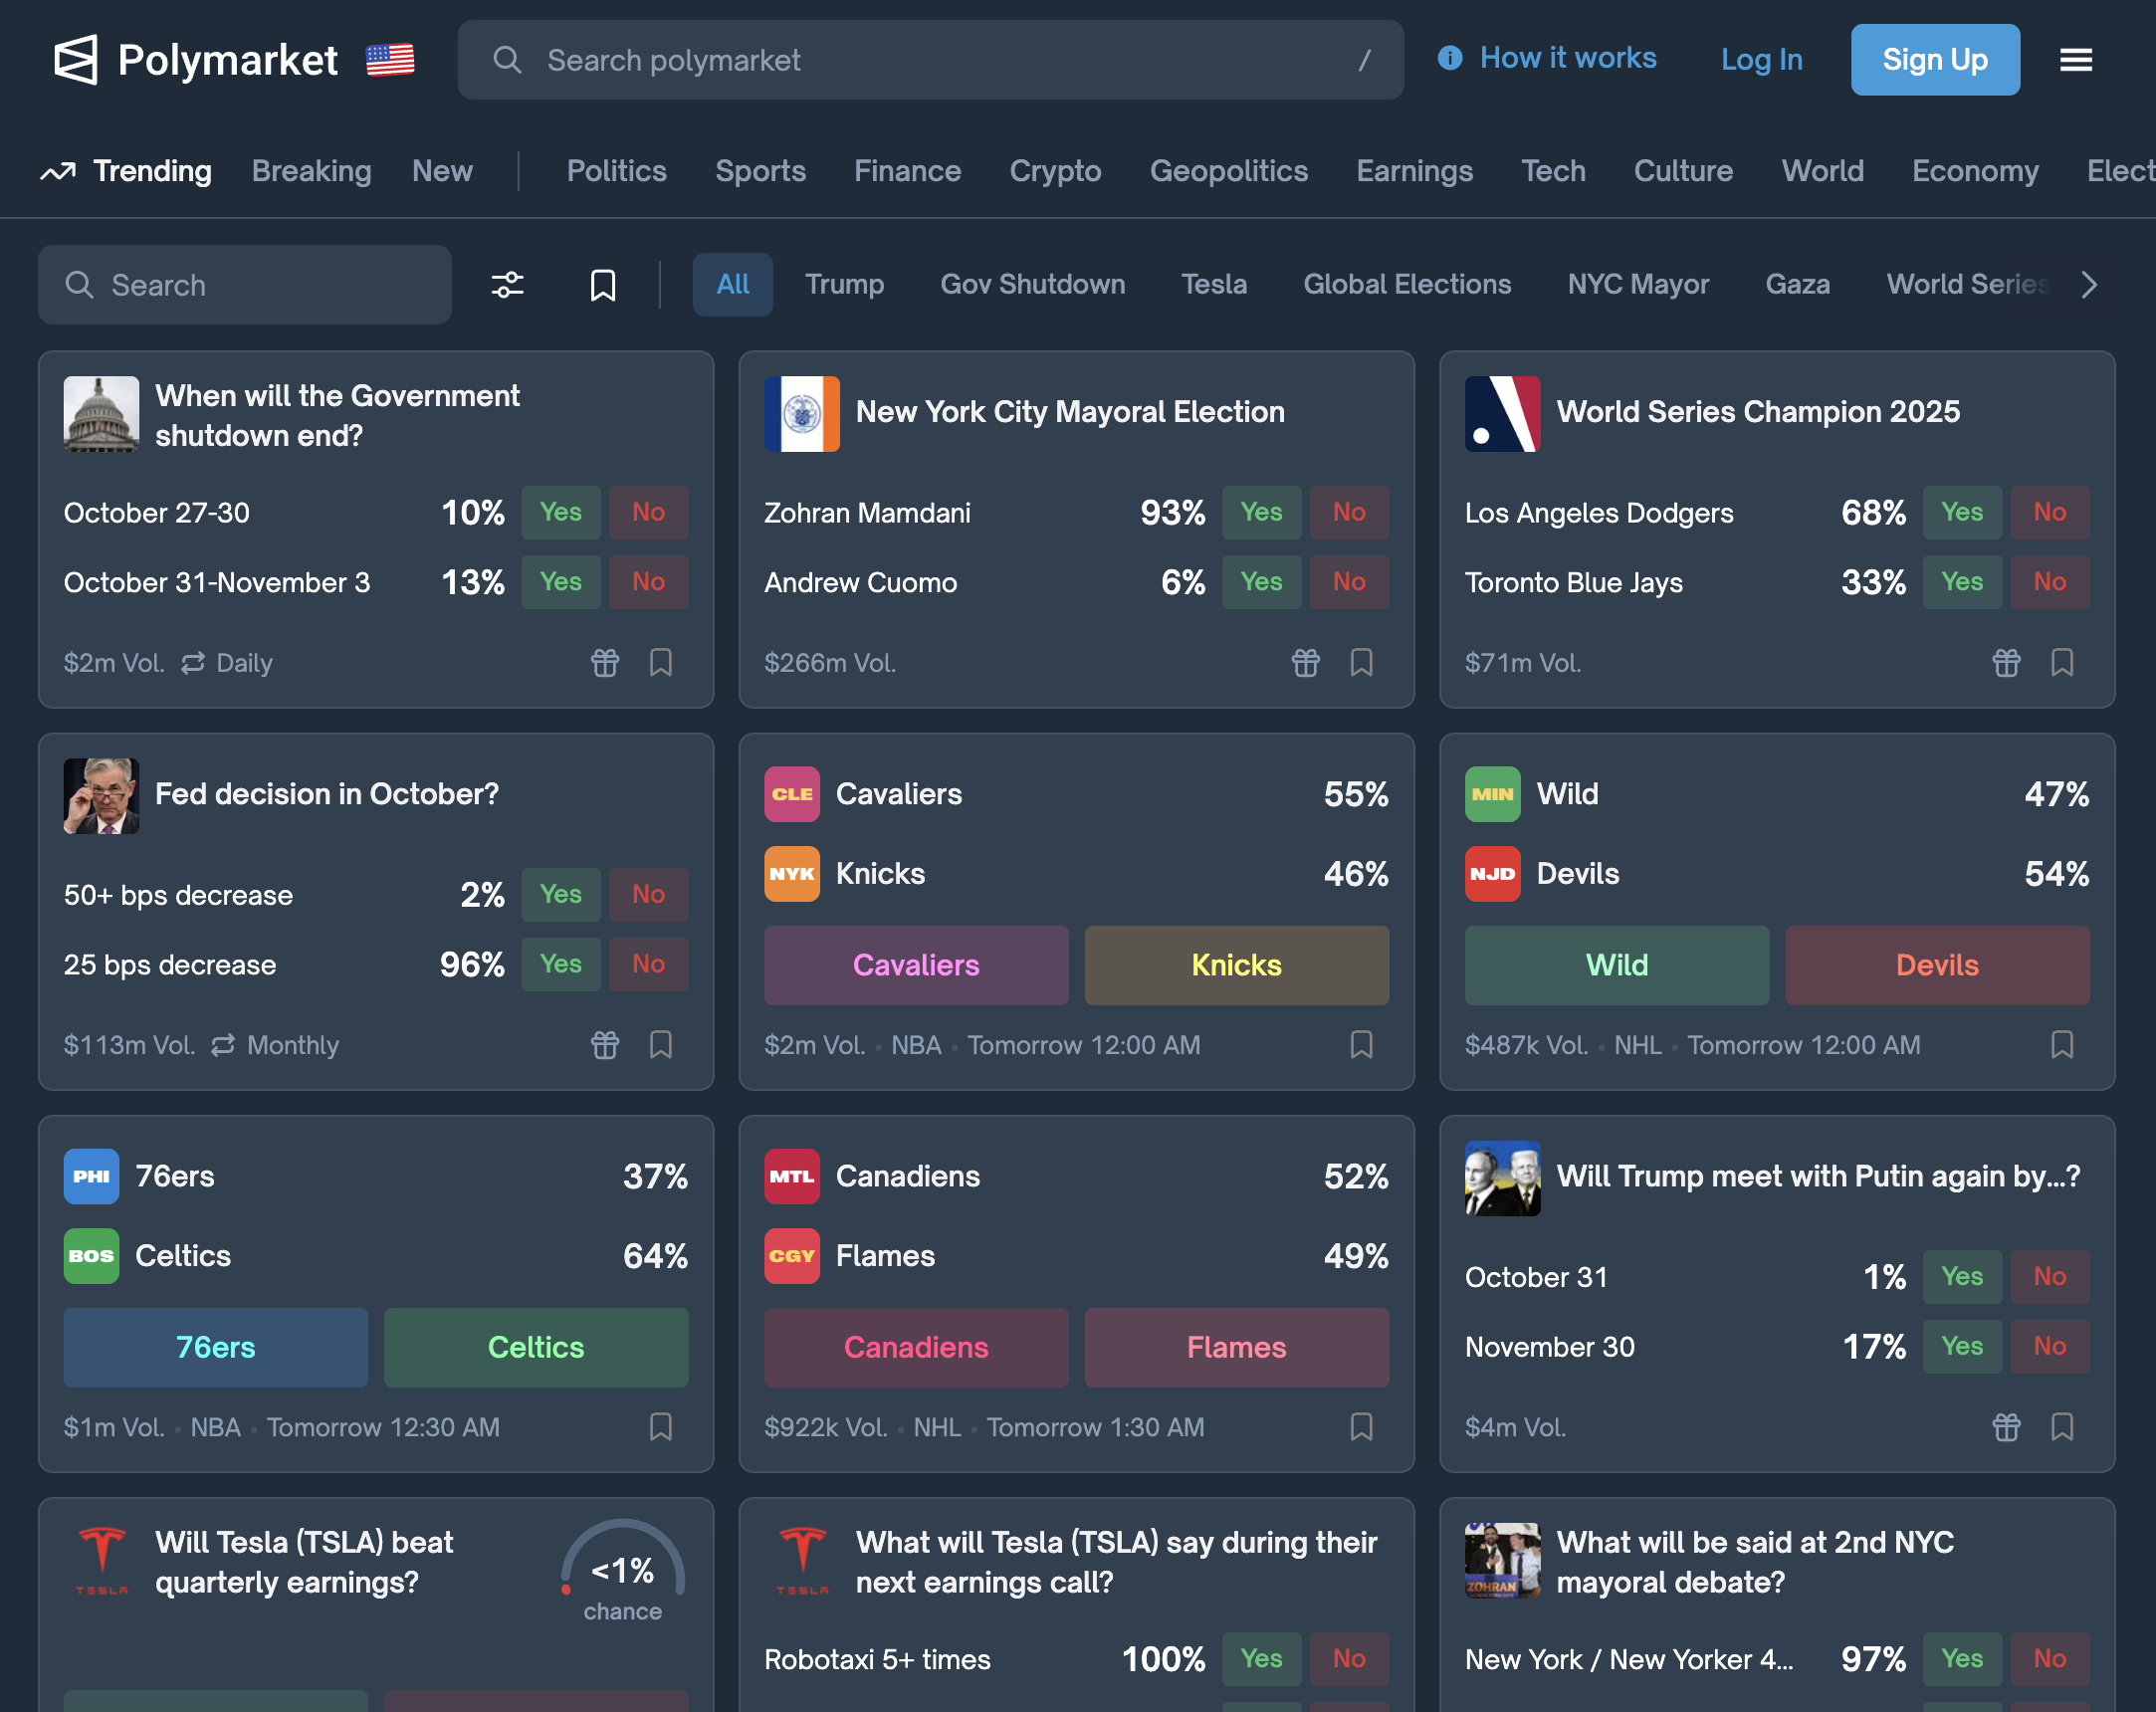 Polymarket
Search polymarket
/
How it works
Log In
Sign Up
Trending
Breaking
New
Politics
Sports
Finance
Crypto
Geopolitics
Earnings
Tech
Culture
World
Economy
Elect
Search
All
Trump
Gov Shutdown
Tesla
Global Elections
NYC Mayor
Gaza
World Series
When will the Government
shutdown end?
October 27-30 10% Yes No
October 31-November 3 13% Yes No
$2m Vol. Daily
New York City Mayoral Election
Zohran Mamdani 93% Yes No
Andrew Cuomo 6% Yes No
$266m Vol.
World Series Champion 2025
Los Angeles Dodgers 68% Yes No
Toronto Blue Jays 33% Yes No
$71m Vol.
Fed decision in October?
50+ bps decrease 2% Yes No
25 bps decrease 96% Yes No
$113m Vol. Monthly
CLE Cavaliers 55%
NYK Knicks 46%
Cavaliers Knicks
$2m Vol. • NBA • Tomorrow 12:00 AM
MIN Wild 47%
NJD Devils 54%
Wild Devils
$487k Vol. • NHL • Tomorrow 12:00 AM
PHI 76ers 37%
BOS Celtics 64%
76ers Celtics
$1m Vol. • NBA • Tomorrow 12:30 AM
MTL Canadiens 52%
CGY Flames 49%
Canadiens Flames
$922k Vol. • NHL • Tomorrow 1:30 AM
Will Trump meet with Putin again by...?
October 31 1% Yes No
November 30 17% Yes No
$4m Vol.
TESLA
Will Tesla (TSLA) beat
quarterly earnings?
<1%
chance
TESLA
What will Tesla (TSLA) say during their
next earnings call?
Robotaxi 5+ times 100% Yes No
ZOHRAN
What will be said at 2nd NYC
mayoral debate?
New York / New Yorker 4... 97% Yes No